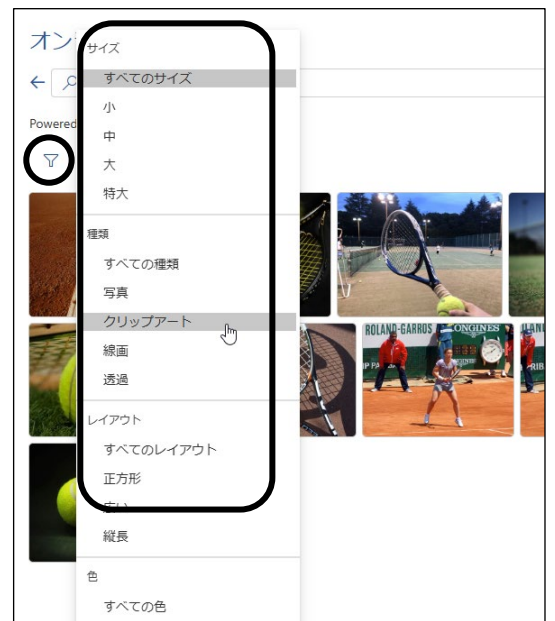 オン
サイズ
すべてのサイズ
小
Powered
中
大
特大
種類
すべての種類
写真
クリップアート
線画
透過
レイアウト
すべてのレイアウト
正方形
広い
縦長
色
すべての色
ROLAND-GARROS
LONGINES